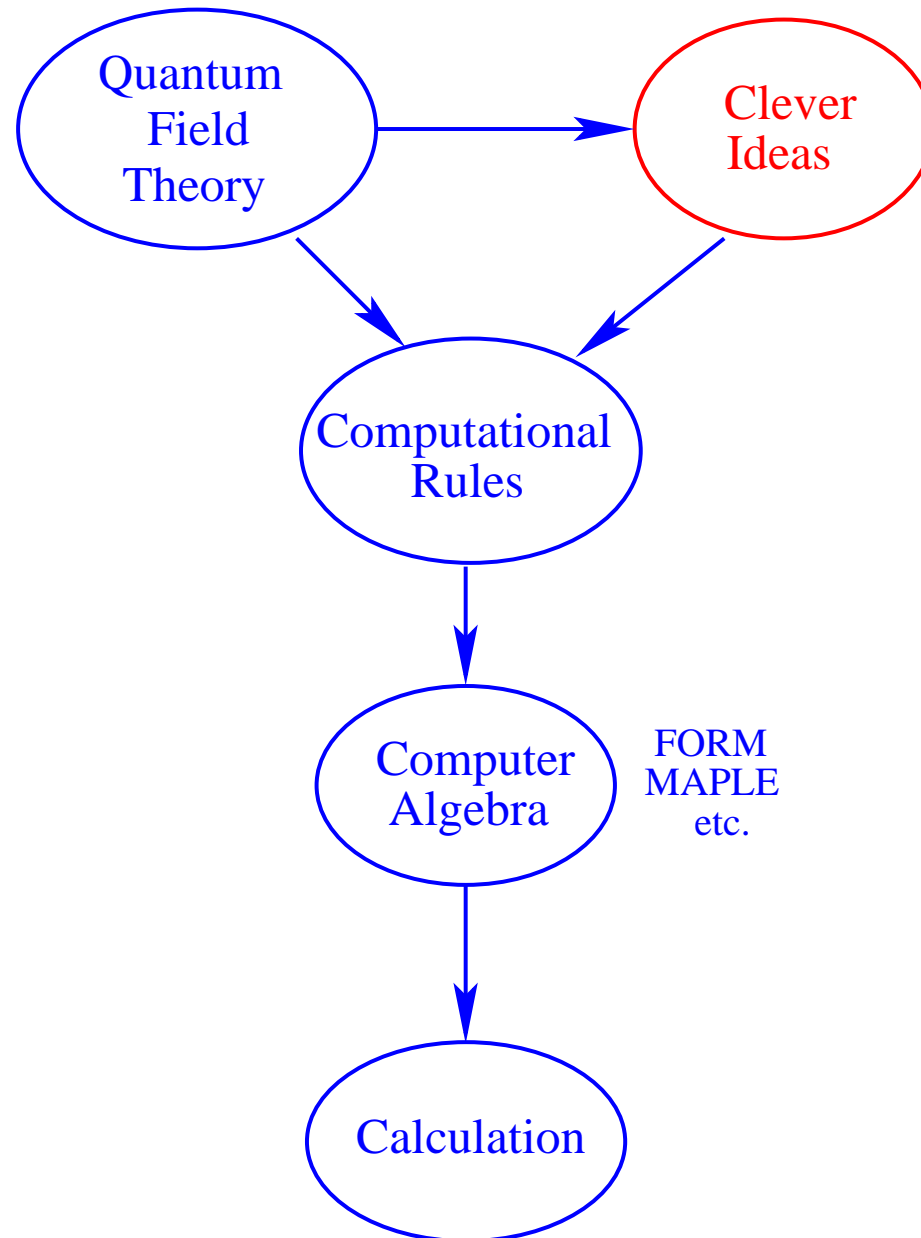 Quantum
Field
Theory
Clever
Ideas
Computational
Rules
Computer
Algebra
FORM
MAPLE
etc.
Calculation